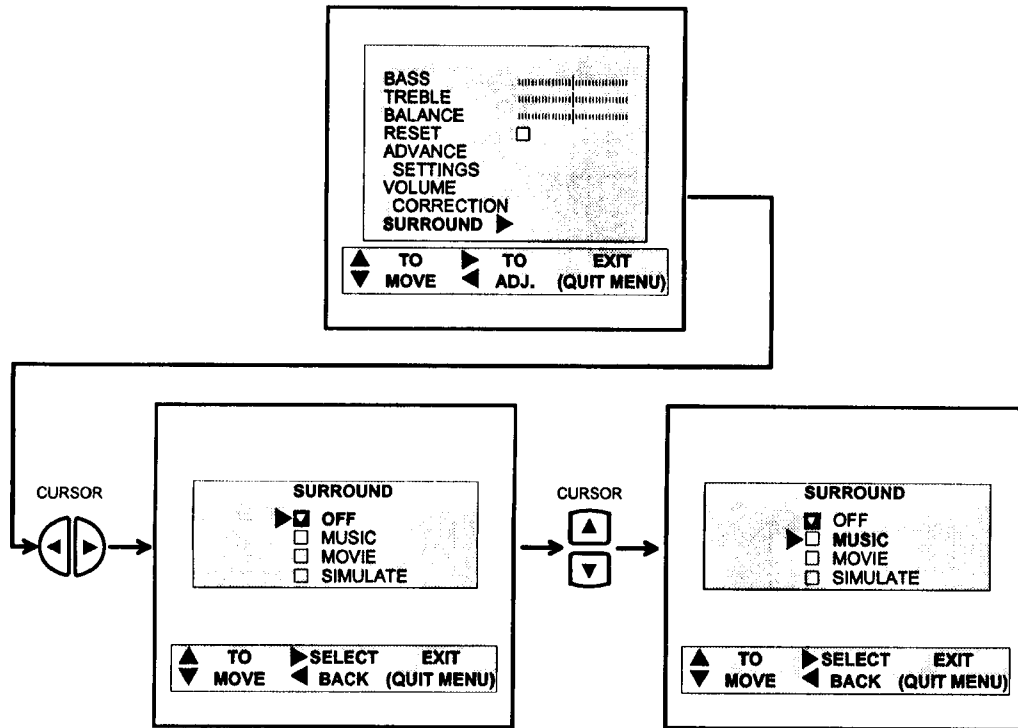 BASS
TREBLE
BALANCE
RESET
ADVANCE
SETTINGS
VOLUME
CORRECTION
SURROUND
TO TO EXIT
MOVE ADJ. (QUIT MENU)
CURSOR
SURROUND
OFF
MUSIC
MOVIE
SIMULATE
TO SELECT EXIT
MOVE BACK (QUIT MENU)
CURSOR
SURROUND
OFF
MUSIC
MOVIE
SIMULATE
TO SELECT EXIT
MOVE BACK (QUIT MENU)